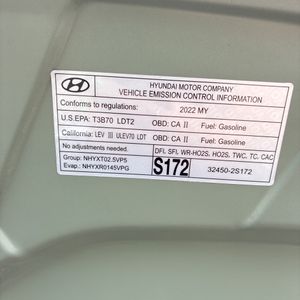 HYUNDAI
HYUNDAI MOTOR COMPANY
VEHICLE EMISSION CONTROL INFORMATION
Conforms to regulations: 2022 MY
U.S.EPA: T3B70 LDT2 OBD: CA II Fuel: Gasoline
California: LEV III ULEV70 LDT OBD: CA II Fuel: Gasoline
No adjustments needed. DFI, SFI, WR-HO2S, HO2S, TWC, TC, CAC
Group: NHYXT02.5VP5
Evap.: NHYXR0145VPG
S172
32450-2S172